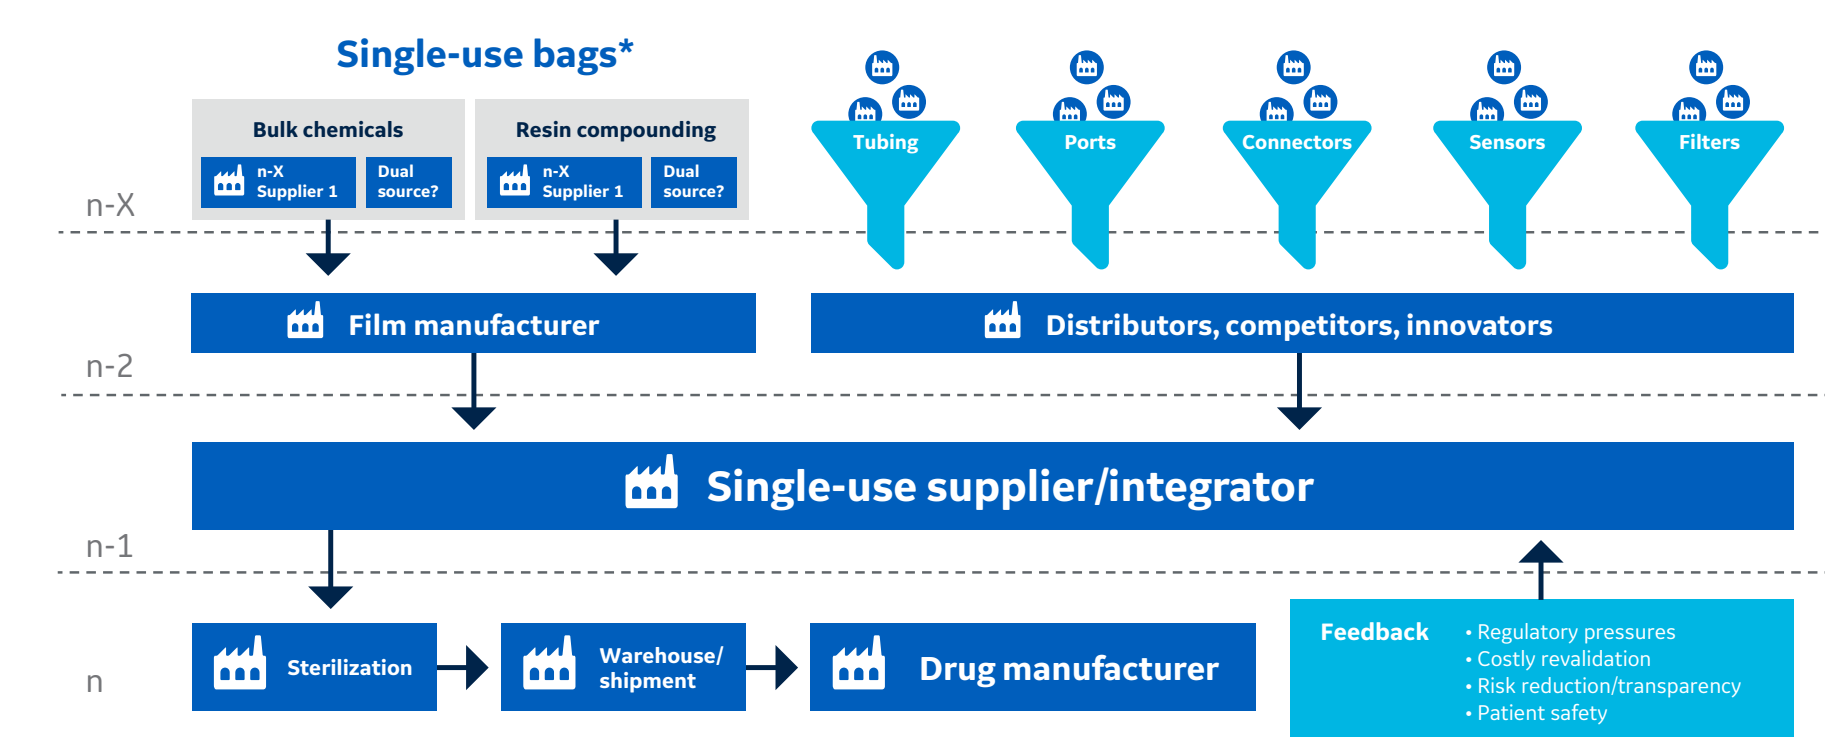 Single-use bags*
Bulk chemicals
n-X
Supplier 1
Dual
source?
Resin compounding
n-X
Supplier 1
Dual
source?
Tubing
Ports
Connectors
Sensors
Filters
n-X
Film manufacturer
Distributors, competitors, innovators
n-2
Single-use supplier/integrator
n-1
Sterilization
Warehouse/
shipment
Drug manufacturer
n
Feedback
• Regulatory pressures
• Costly revalidation
• Risk reduction/transparency
• Patient safety